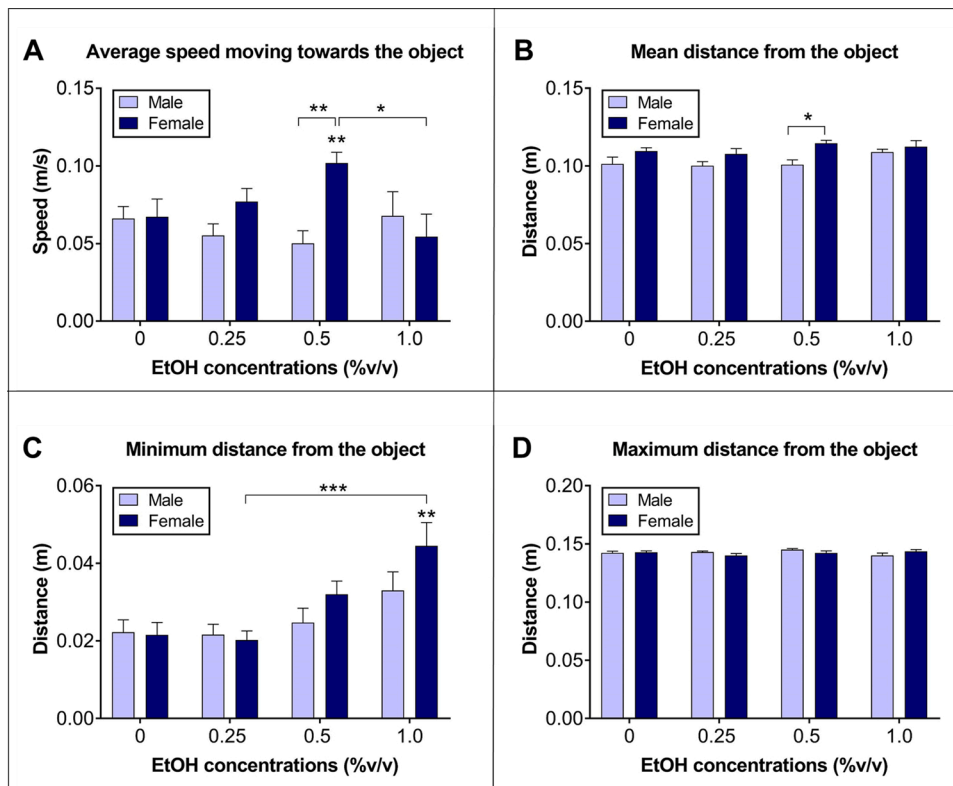 A
Average speed moving towards the object
0.15
0.10
0.05
0.00
Speed (m/s)
Male
Female
**
*
**
0 0.25 0.5 1.0
EtOH concentrations (%v/v)
B
Mean distance from the object
0.15
0.10
0.05
0.00
Distance (m)
Male
Female
*
0 0.25 0.5 1.0
EtOH concentrations (%v/v)
C
Minimum distance from the object
0.06
0.04
0.02
0.00
Distance (m)
Male
Female
***
**
0 0.25 0.5 1.0
EtOH concentrations (%v/v)
D
Maximum distance from the object
0.20
0.15
0.10
0.05
0.00
Distance (m)
Male
Female
0 0.25 0.5 1.0
EtOH concentrations (%v/v)